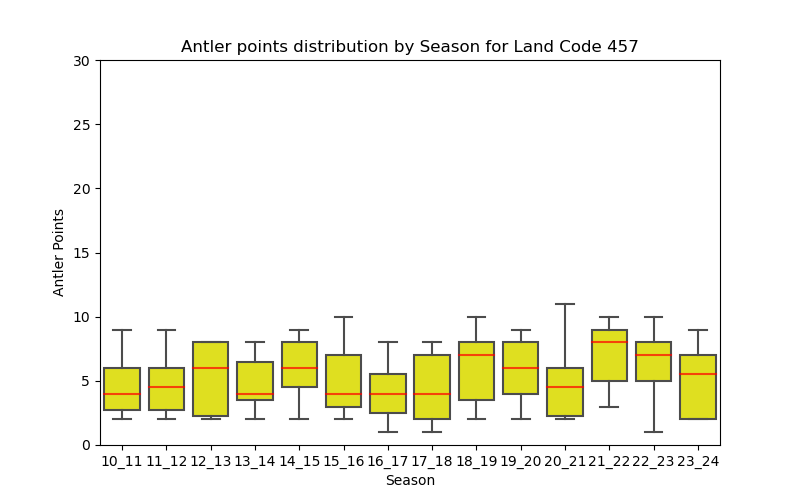 Antler points distribution by Season for Land Code 457
30
25
20
15
10
5
0
Antler Points
10_11 11_12 12_13 13_14 14_15 15_16 16_17 17_18 18_19 19_20 20_21 21_22 22_23 23_24
Season